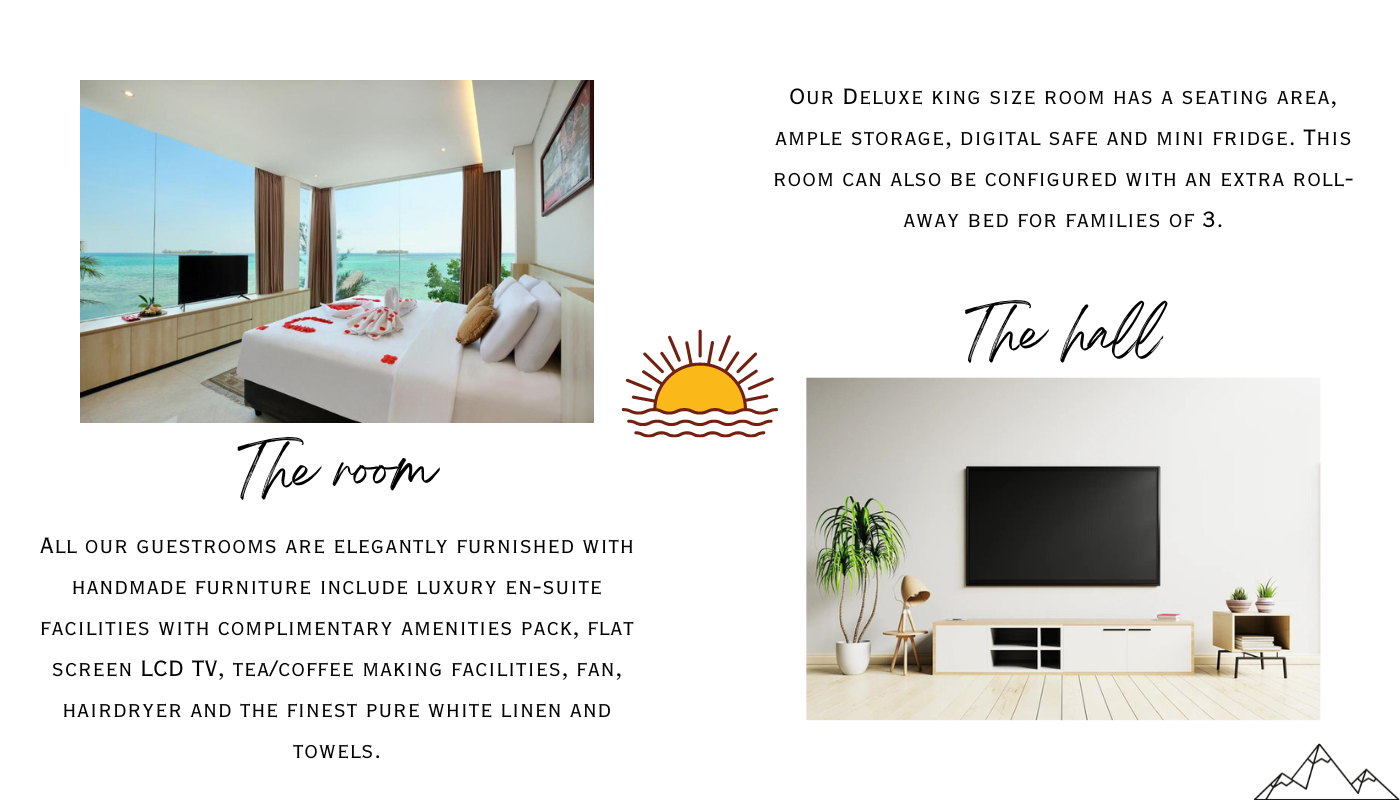 The room
All our guestrooms are elegantly furnished with
handmade furniture include luxury en-suite
facilities with complimentary amenities pack, flat
screen LCD TV, tea/coffee making facilities, fan,
hairdryer and the finest pure white linen and
towels.
Our Deluxe king size room has a seating area,
ample storage, digital safe and mini fridge. This
room can also be configured with an extra roll-
away bed for families of 3.
The hall